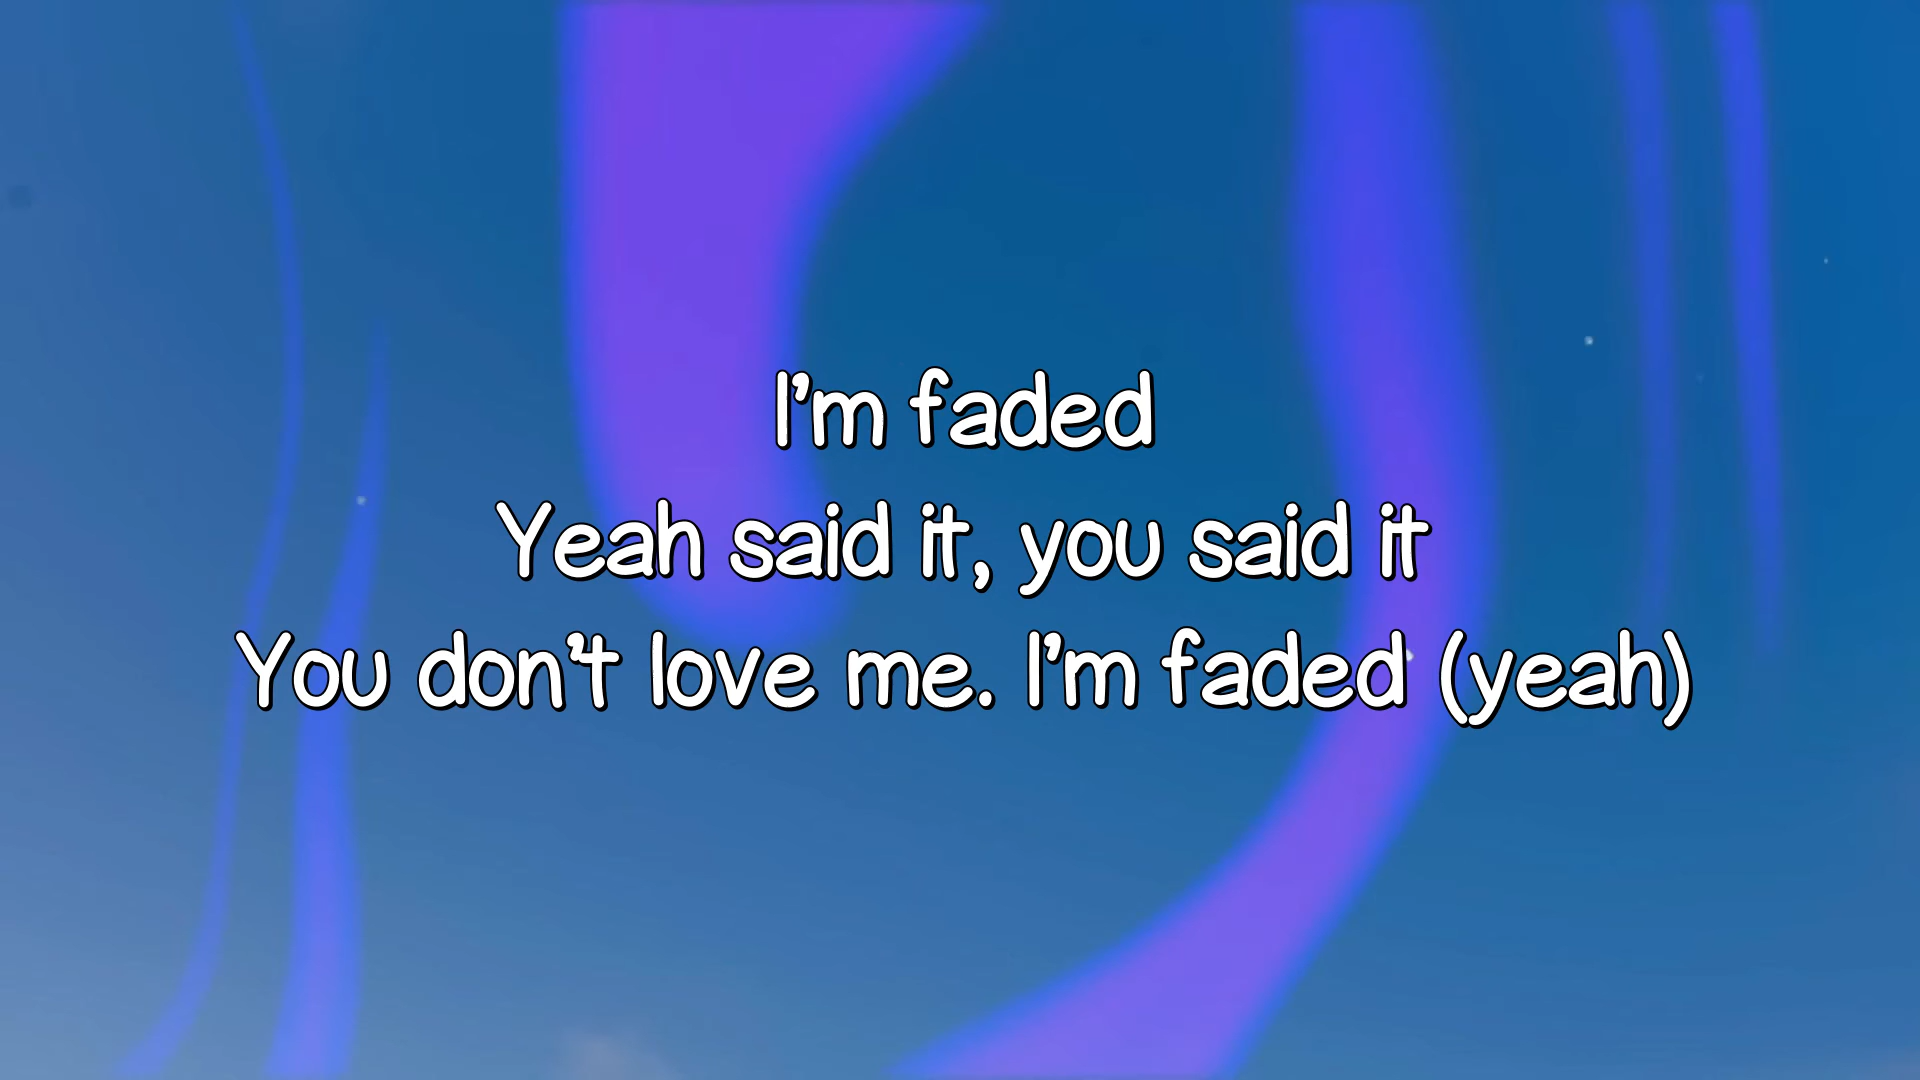 I'm faded
Yeah said it, you said it
You don't love me. I'm faded (yeah)